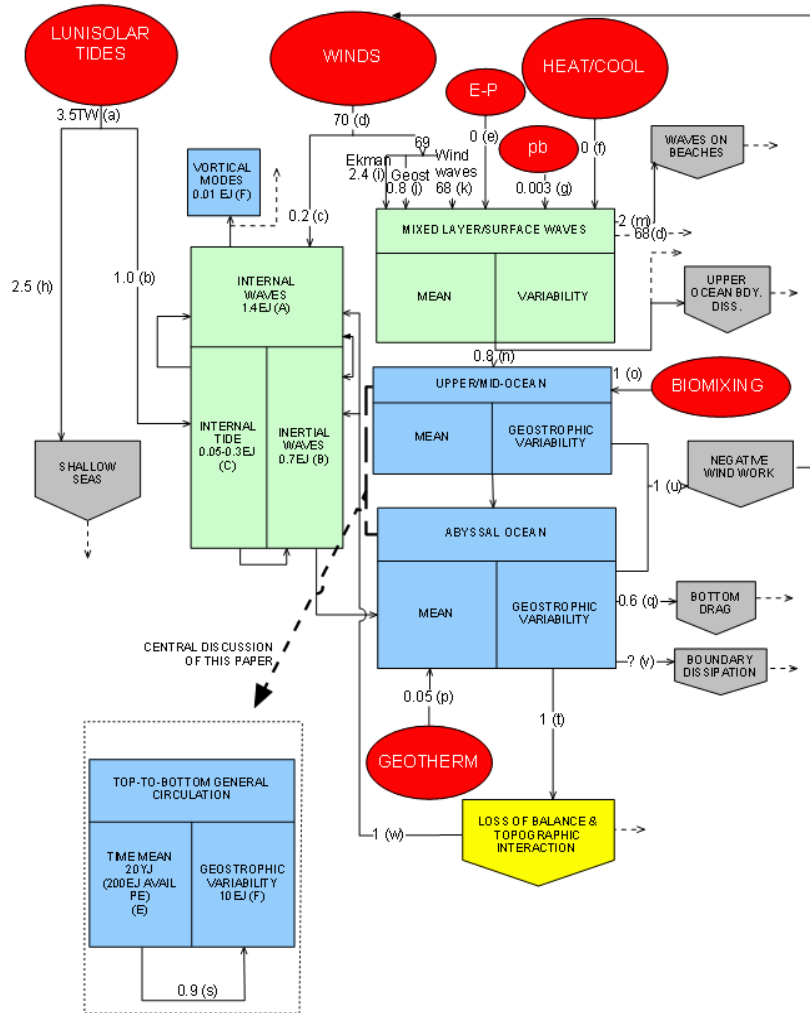 LUNISOLAR
TIDES
WINDS
HEAT/COOL
E-P
pb
3.5TW (a)
70 (d)
69
0 (e)
0 (f)
WAVES ON
BEACHES
Ekman
2.4 (i)
Geost
0.8 (j)
Wind
waves
68 (k)
0.003 (g)
VORTICAL
MODES
0.01 EJ (F)
0.2 (c)
MIXED LAYER/SURFACE WAVES
2 (m)
68(d)
MEAN
VARIABILITY
UPPER
OCEAN BDY.
DISS.
2.5 (h)
1.0 (b)
INTERNAL
WAVES
1.4EJ (A)
INTERNAL
TIDE
0.05-0.3EJ
(C)
INERTIAL
WAVES
0.7EJ (B)
0.8 (n)
UPPER/MID-OCEAN
1 (o)
BIOMIXING
MEAN
GEOSTROPHIC
VARIABILITY
SHALLOW
SEAS
NEGATIVE
WIND WORK
1 (u)
ABYSSAL OCEAN
MEAN
GEOSTROPHIC
VARIABILITY
0.6 (q)
BOTTOM
DRAG
? (v)
BOUNDARY
DISSIPATION
CENTRAL DISCUSSION
OF THIS PAPER
0.05 (p)
1 (t)
GEOTHERM
TOP-TO-BOTTOM GENERAL
CIRCULATION
TIME MEAN
20YJ
(200EJ AVAIL
PE)
(E)
GEOSTROPHIC
VARIABILITY
10EJ (F)
0.9 (s)
1 (w)
LOSS OF BALANCE &
TOPOGRAPHIC
INTERACTION